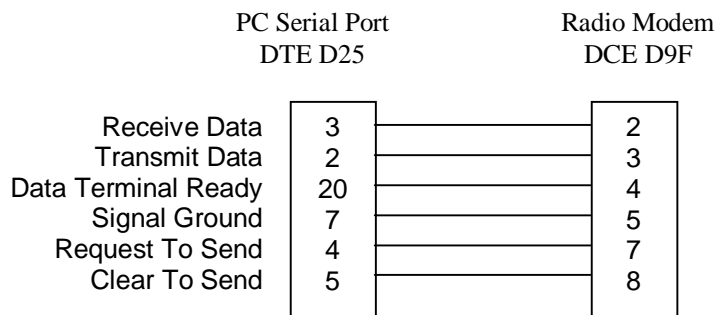 PC Serial Port Radio Modem
DTE D25 DCE D9F
Receive Data 3 2
Transmit Data 2 3
Data Terminal Ready 20 4
Signal Ground 7 5
Request To Send 4 7
Clear To Send 5 8